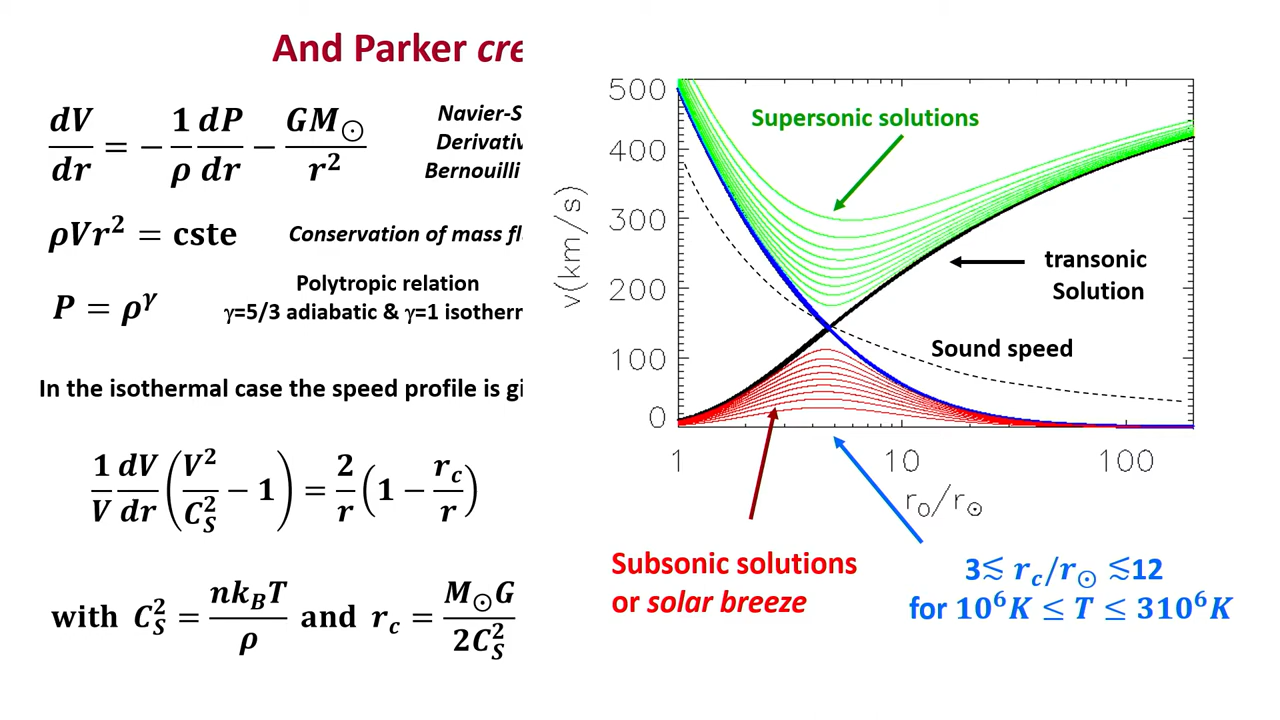 And Parker cre
dV/dr = −1/ρ dP/dr − GM☉/r²
Navier-S
Derivativ
Bernouilli
ρVr² = cste
Conservation of mass fl
P = ρ^γ
Polytropic relation
γ=5/3 adiabatic & γ=1 isotherr
In the isothermal case the speed profile is gi
1/V dV/dr (V²/C_S² − 1) = 2/r (1 − r_c/r)
with C_S² = nk_BT/ρ and r_c = M☉G/2C_S²
500
400
300
200
100
0
v(km/s)
Supersonic solutions
transonic
Solution
Sound speed
1 10 100
r₀/r☉
Subsonic solutions
or solar breeze
3≲ r_c/r☉ ≲12
for 10⁶K ≤ T ≤ 310⁶K